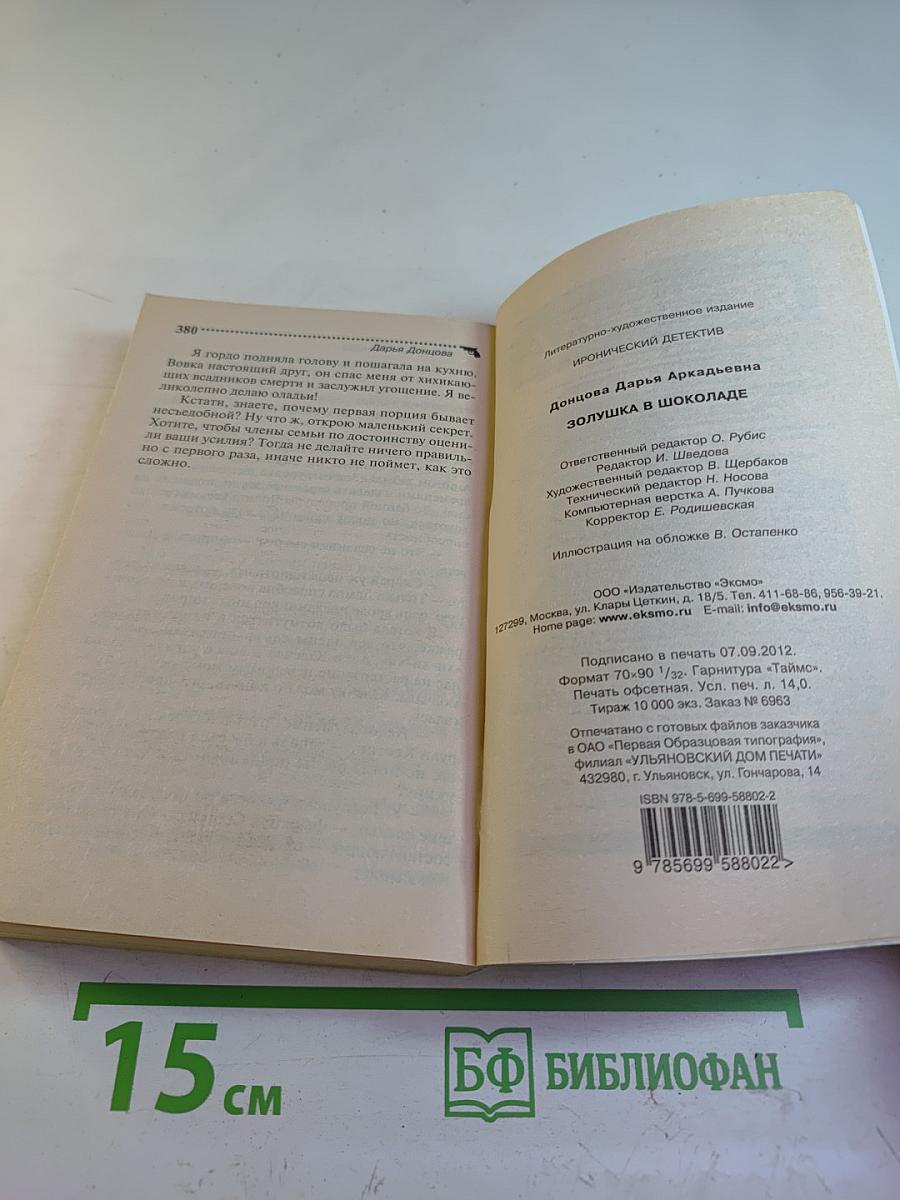 380
Дарья Донцова
Я гордо подняла голову и пошагала на кухню.
Вовка настоящий друг, он спас меня от хихикаю-
щих всадников смерти и заслужил угощение. Я ве-
ликолепно делаю оладьи!
Кстати, знаете, почему первая порция бывает
несъедобной? Ну что ж, открою маленький секрет.
Хотите, чтобы члены семьи по достоинству оцени-
ли ваши усилия? Тогда не делайте ничего правиль-
но с первого раза, иначе никто не поймет, как это
сложно.
Литературно-художественное издание
ИРОНИЧЕСКИЙ ДЕТЕКТИВ
Донцова Дарья Аркадьевна
ЗОЛУШКА В ШОКОЛАДЕ
Ответственный редактор О. Рубис
Редактор И. Шведова
Художественный редактор В. Щербаков
Технический редактор Н. Носова
Компьютерная верстка А. Пучкова
Корректор Е. Родишевская
Иллюстрация на обложке В. Остапенко
ООО «Издательство «Эксмо»
127299, Москва, ул. Клары Цеткин, д. 18/5. Тел. 411-68-86, 956-39-21.
Home page: www.eksmo.ru E-mail: info@eksmo.ru
Подписано в печать 07.09.2012.
Формат 70×90 1/32. Гарнитура «Таймс».
Печать офсетная. Усл. печ. л. 14,0.
Тираж 10 000 экз. Заказ № 6963
Отпечатано с готовых файлов заказчика
в ОАО «Первая Образцовая типография»,
филиал «УЛЬЯНОВСКИЙ ДОМ ПЕЧАТИ»
432980, г. Ульяновск, ул. Гончарова, 14
ISBN 978-5-699-58802-2
9 785699 588022 >
15 см
БФ БИБЛИОФАН